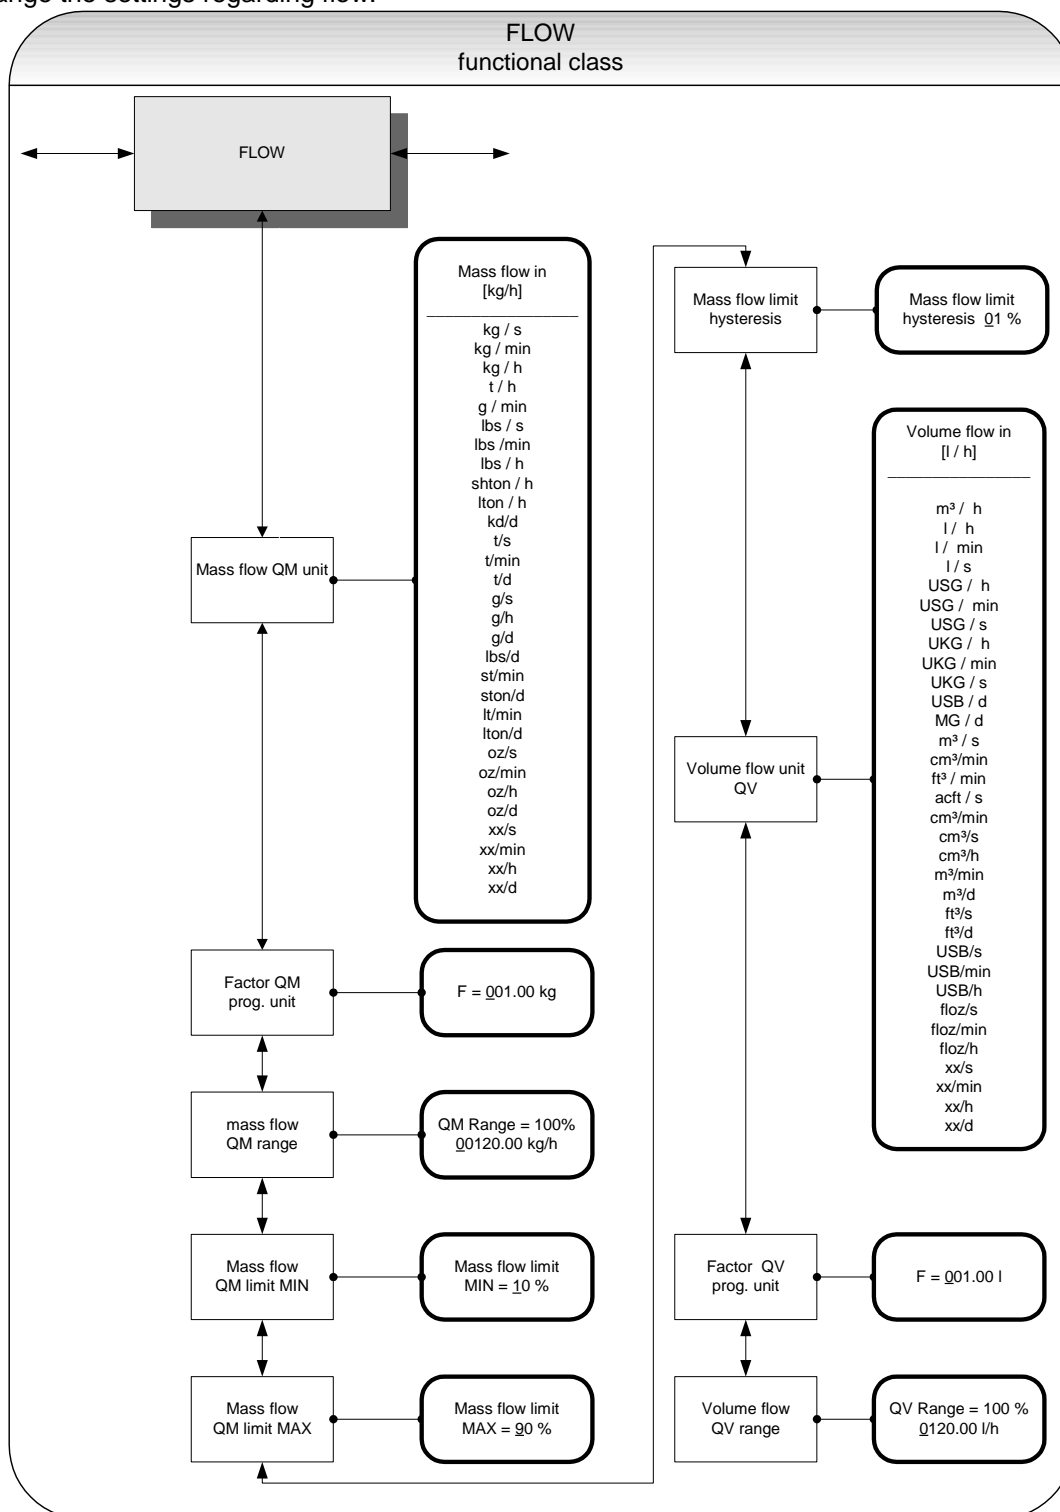 ange the settings regarding flow.
FLOW
functional class
FLOW
Mass flow in
[kg/h]
kg / s
kg / min
kg / h
t / h
g / min
lbs / s
lbs /min
lbs / h
shton / h
lton / h
kd/d
t/s
t/min
t/d
g/s
g/h
g/d
lbs/d
st/min
ston/d
lt/min
lton/d
oz/s
oz/min
oz/h
oz/d
xx/s
xx/min
xx/h
xx/d
Mass flow QM unit
Factor QM
prog. unit
F = 001.00 kg
mass flow
QM range
QM Range = 100%
00120.00 kg/h
Mass flow
QM limit MIN
Mass flow limit
MIN = 10 %
Mass flow
QM limit MAX
Mass flow limit
MAX = 90 %
Mass flow limit
hysteresis
Mass flow limit
hysteresis 01 %
Volume flow in
[l / h]
m³ / h
l / h
l / min
l / s
USG / h
USG / min
USG / s
UKG / h
UKG / min
UKG / s
USB / d
MG / d
m³ / s
cm³/min
ft³ / min
acft / s
cm³/min
cm³/s
cm³/h
m³/min
m³/d
ft³/s
ft³/d
USB/s
USB/min
USB/h
floz/s
floz/min
floz/h
xx/s
xx/min
xx/h
xx/d
Volume flow unit
QV
Factor QV
prog. unit
F = 001.00 l
Volume flow
QV range
QV Range = 100 %
0120.00 l/h